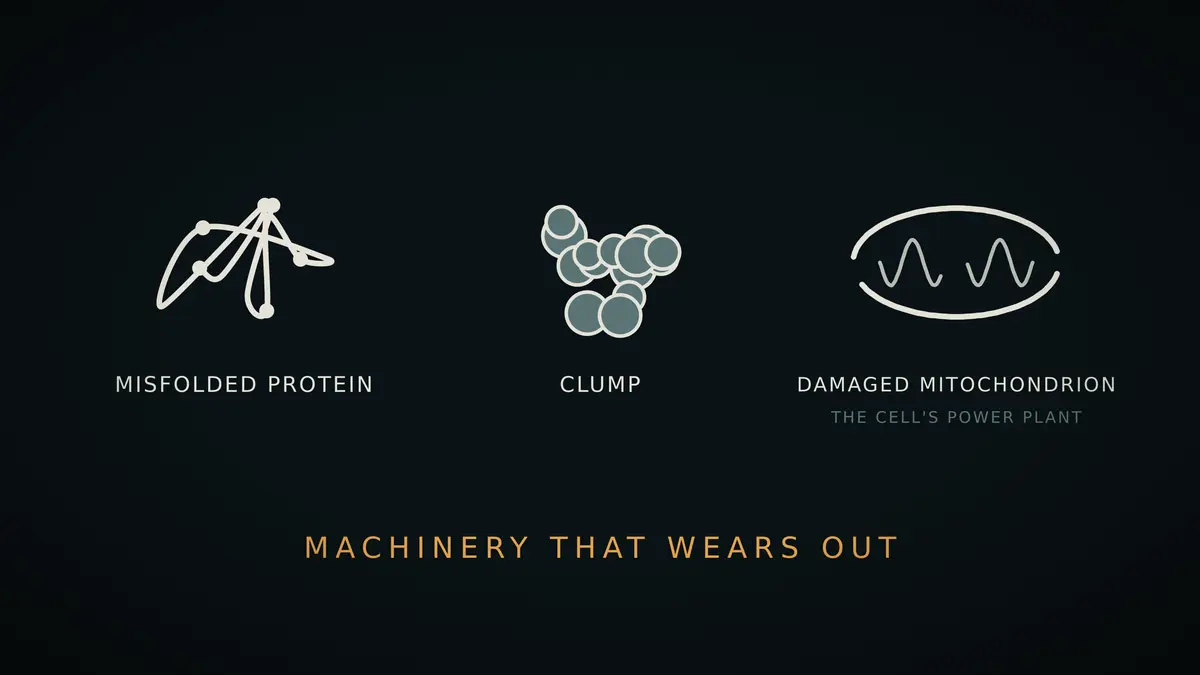 MISFOLDED PROTEIN
CLUMP
DAMAGED MITOCHONDRION
THE CELL'S POWER PLANT
MACHINERY THAT WEARS OUT